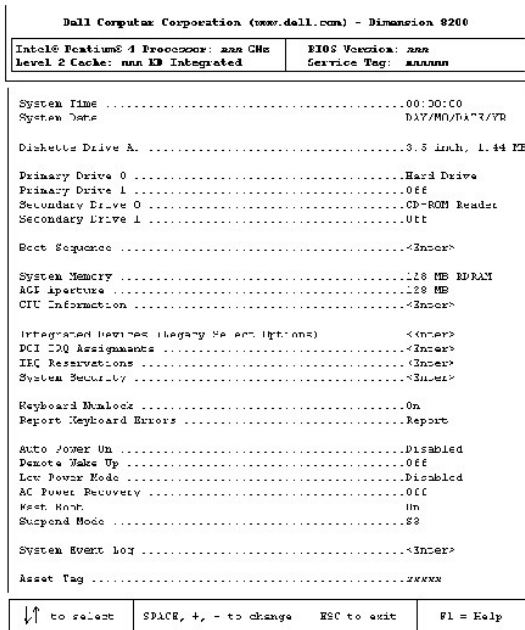 Dell Computer Corporation (www.dell.com) - Dimension 8200
Intel® Pentium® 4 Processor: nnn GHz
Level 2 Cache: nnn KB Integrated
BIOS Version: nnn
Service Tag: nnnnnn
System Time ..........................................00:00:00
System Date DAY/MO/DATE/YR
Diskette Drive A: ....................................3.5 inch, 1.44 MB
Primary Drive 0 ......................................Hard Drive
Primary Drive 1 ......................................Off
Secondary Drive 0 ....................................CD-ROM Reader
Secondary Drive 1 ....................................Off
Boot Sequence ........................................<Enter>
System Memory ........................................128 MB RDRAM
AGP Aperture .........................................128 MB
CPU Information ......................................<Enter>
Integrated Devices (Legacy Select Options) <Enter>
PCI IRQ Assignments ..................................<Enter>
IRQ Reservations .....................................<Enter>
System Security ......................................<Enter>
Keyboard Numlock .....................................On
Report Keyboard Errors ...............................Report
Auto Power On ........................................Disabled
Remote Wake Up .......................................Off
Low Power Mode .......................................Disabled
AC Power Recovery ....................................Off
Fast Boot ............................................On
Suspend Mode .........................................S3
System Event Log .....................................<Enter>
Asset Tag ............................................xxxxx
↓↑ to select
SPACE, +, - to change ESC to exit
F1 = Help